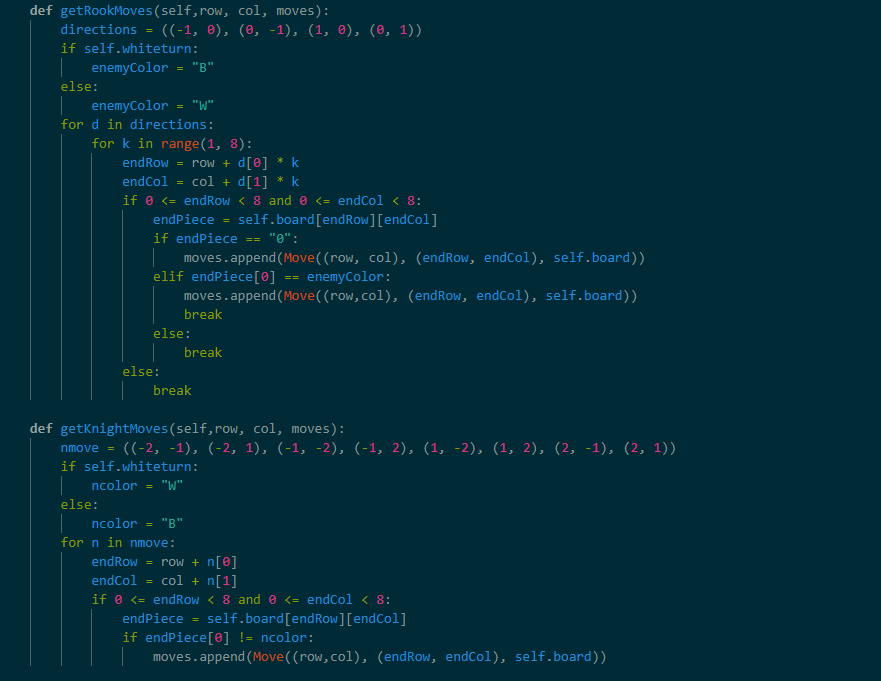 def getRookMoves(self,row, col, moves):
    directions = ((-1, 0), (0, -1), (1, 0), (0, 1))
    if self.whiteturn:
        enemyColor = "B"
    else:
        enemyColor = "W"
    for d in directions:
        for k in range(1, 8):
            endRow = row + d[0] * k
            endCol = col + d[1] * k
            if 0 <= endRow < 8 and 0 <= endCol < 8:
                endPiece = self.board[endRow][endCol]
                if endPiece == "0":
                    moves.append(Move((row, col), (endRow, endCol), self.board))
                elif endPiece[0] == enemyColor:
                    moves.append(Move((row,col), (endRow, endCol), self.board))
                    break
                else:
                    break
            else:
                break

def getKnightMoves(self,row, col, moves):
    nmove = ((-2, -1), (-2, 1), (-1, -2), (-1, 2), (1, -2), (1, 2), (2, -1), (2, 1))
    if self.whiteturn:
        ncolor = "W"
    else:
        ncolor = "B"
    for n in nmove:
        endRow = row + n[0]
        endCol = col + n[1]
        if 0 <= endRow < 8 and 0 <= endCol < 8:
            endPiece = self.board[endRow][endCol]
            if endPiece[0] != ncolor:
                moves.append(Move((row,col), (endRow, endCol), self.board))